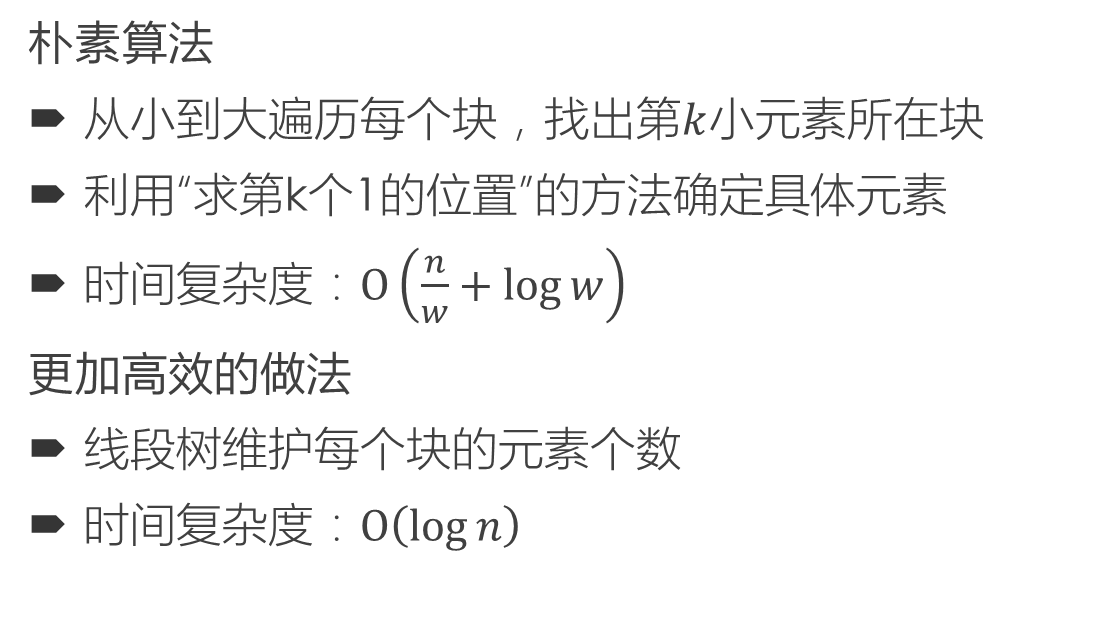 朴素算法
从小到大遍历每个块，找出第k小元素所在块
利用“求第k个1的位置”的方法确定具体元素
时间复杂度：O(n/w + log w)
更加高效的做法
线段树维护每个块的元素个数
时间复杂度：O(log n)